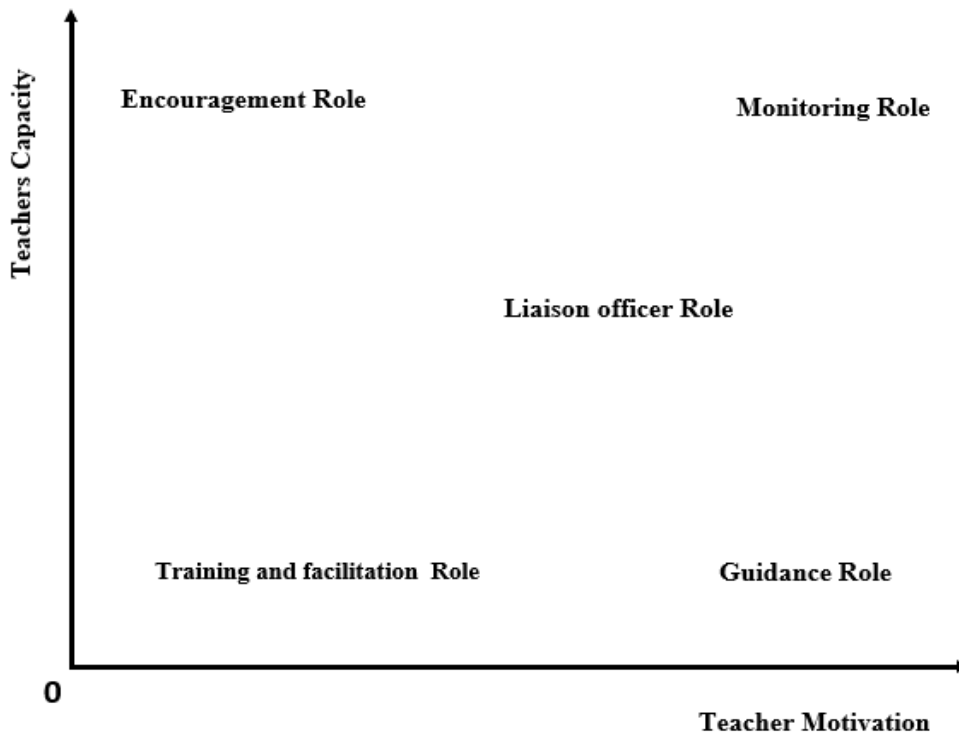 Teachers Capacity
Encouragement Role
Monitoring Role
Liaison officer Role
Training and facilitation Role
Guidance Role
0
Teacher Motivation